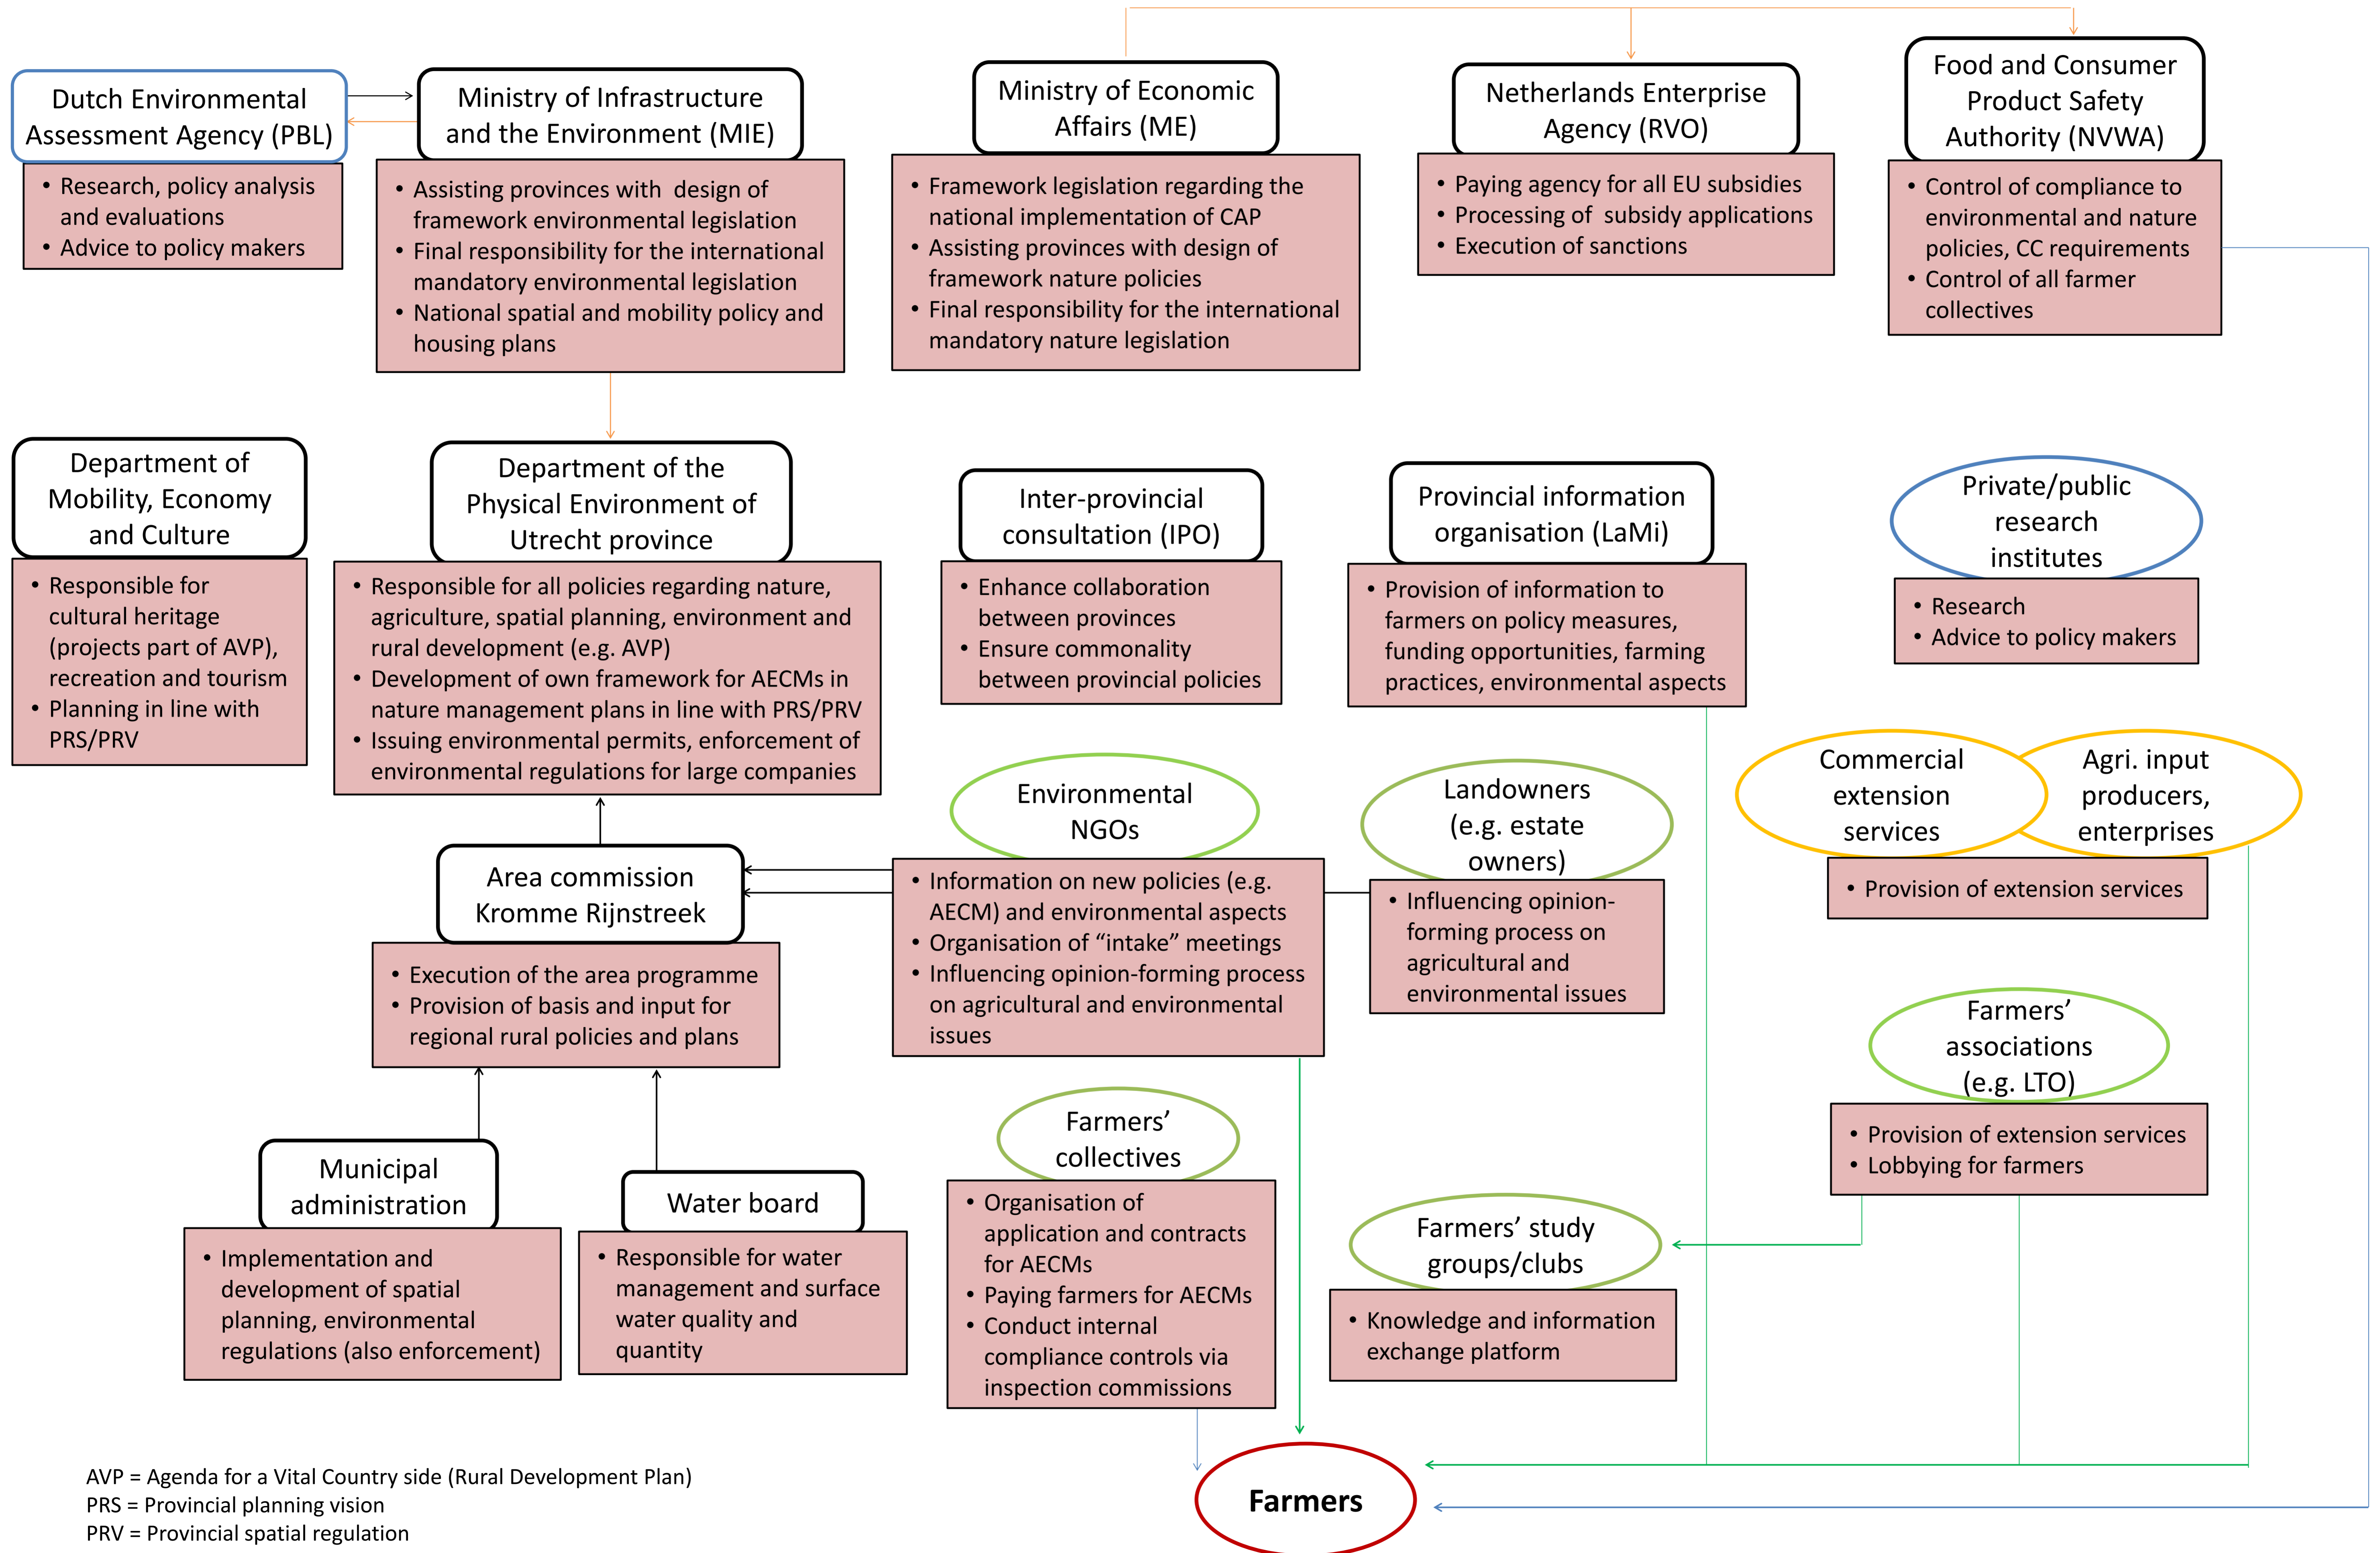 Dutch Environmental
Assessment Agency (PBL)
• Research, policy analysis
and evaluations
• Advice to policy makers
Ministry of Infrastructure
and the Environment (MIE)
• Assisting provinces with  design of
framework environmental legislation
• Final responsibility for the international
mandatory environmental legislation
• National spatial and mobility policy and
housing plans
Ministry of Economic
Affairs (ME)
• Framework legislation regarding the
national implementation of CAP
• Assisting provinces with design of
framework nature policies
• Final responsibility for the international
mandatory nature legislation
Netherlands Enterprise
Agency (RVO)
• Paying agency for all EU subsidies
• Processing of  subsidy applications
• Execution of sanctions
Food and Consumer
Product Safety
Authority (NVWA)
• Control of compliance to
environmental and nature
policies, CC requirements
• Control of all farmer
collectives
Department of
Mobility, Economy
and Culture
• Responsible for
cultural heritage
(projects part of AVP),
recreation and tourism
• Planning in line with
PRS/PRV
Department of the
Physical Environment of
Utrecht province
• Responsible for all policies regarding nature,
agriculture, spatial planning, environment and
rural development (e.g. AVP)
• Development of own framework for AECMs in
nature management plans in line with PRS/PRV
• Issuing environmental permits, enforcement of
environmental regulations for large companies
Inter-provincial
consultation (IPO)
• Enhance collaboration
between provinces
• Ensure commonality
between provincial policies
Provincial information
organisation (LaMi)
• Provision of information to
farmers on policy measures,
funding opportunities, farming
practices, environmental aspects
Private/public
research
institutes
• Research
• Advice to policy makers
Area commission
Kromme Rijnstreek
• Execution of the area programme
• Provision of basis and input for
regional rural policies and plans
Environmental
NGOs
• Information on new policies (e.g.
AECM) and environmental aspects
• Organisation of “intake” meetings
• Influencing opinion-forming process
on agricultural and environmental
issues
Landowners
(e.g. estate
owners)
• Influencing opinion-
forming process on
agricultural and
environmental issues
Commercial
extension
services
Agri. input
producers,
enterprises
• Provision of extension services
Farmers’
associations
(e.g. LTO)
• Provision of extension services
• Lobbying for farmers
Municipal
administration
• Implementation and
development of spatial
planning, environmental
regulations (also enforcement)
Water board
• Responsible for water
management and surface
water quality and
quantity
Farmers’
collectives
• Organisation of
application and contracts
for AECMs
• Paying farmers for AECMs
• Conduct internal
compliance controls via
inspection commissions
Farmers’ study
groups/clubs
• Knowledge and information
exchange platform
Farmers
AVP = Agenda for a Vital Country side (Rural Development Plan)
PRS = Provincial planning vision
PRV = Provincial spatial regulation